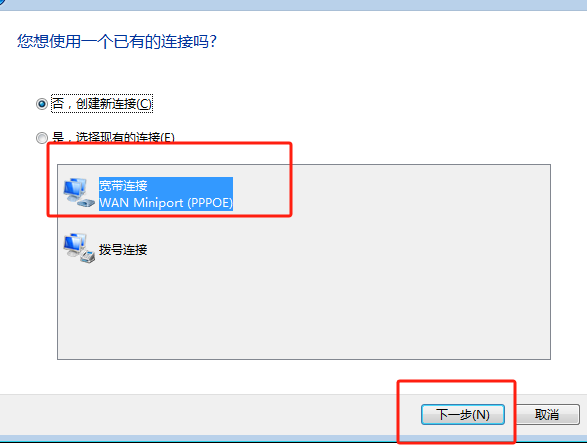 您想使用一个已有的连接吗?
否，创建新连接(C)
是，选择现有的连接(E)
宽带连接
WAN Miniport (PPPOE)
拨号连接
下一步(N)
取消